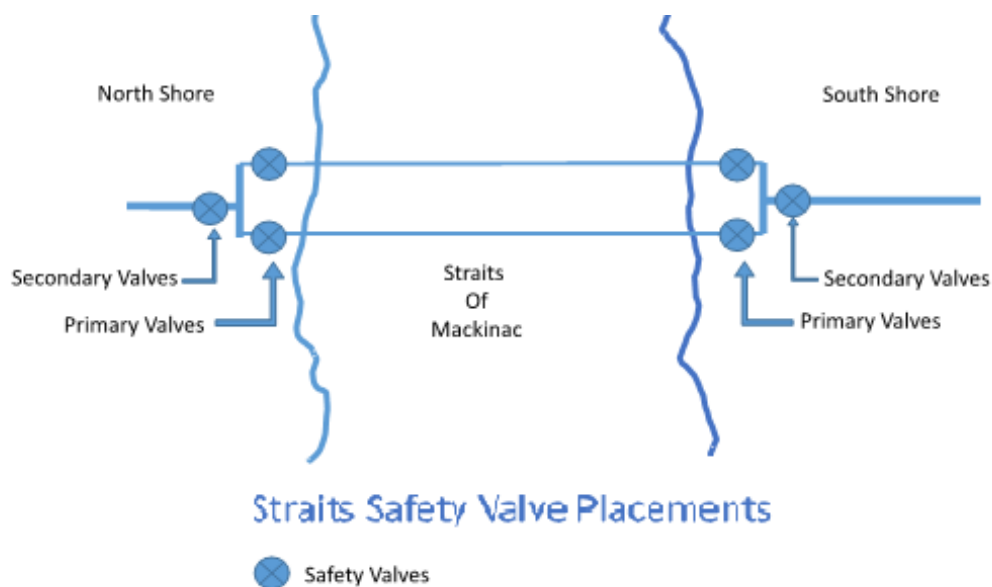 North Shore
South Shore
Secondary Valves
Primary Valves
Straits
Of
Mackinac
Secondary Valves
Primary Valves
Straits Safety Valve Placements
Safety Valves